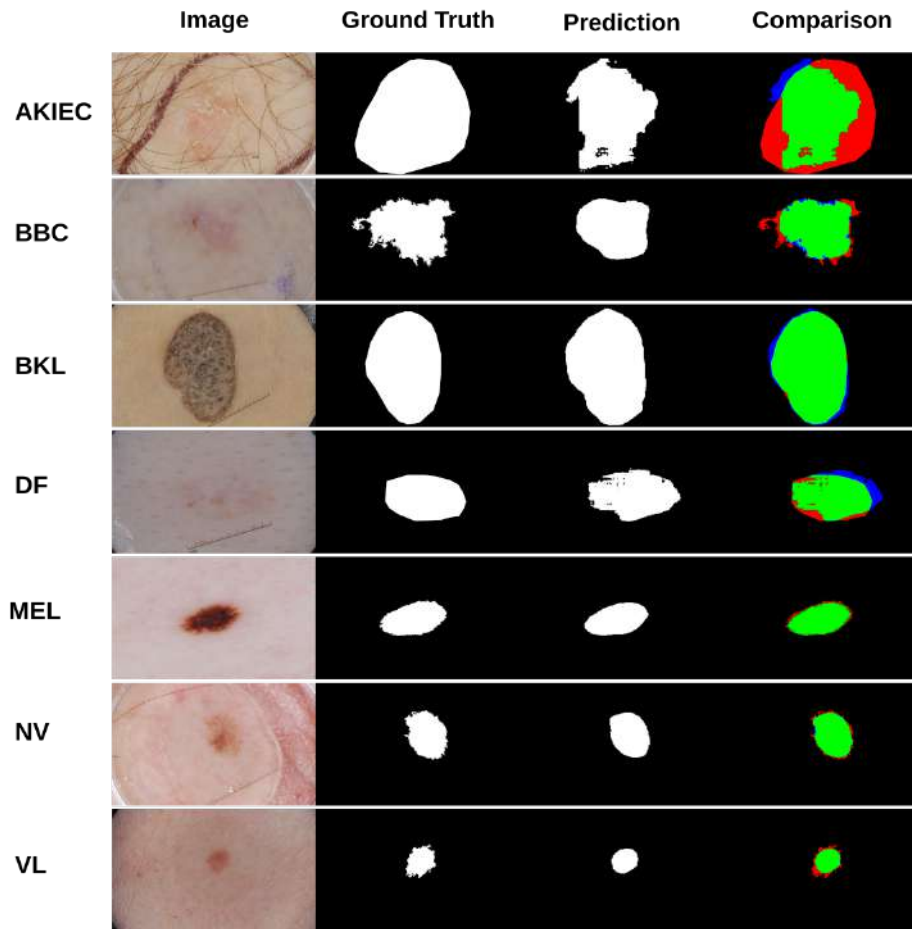 Image Ground Truth Prediction Comparison
AKIEC
BBC
BKL
DF
MEL
NV
VL